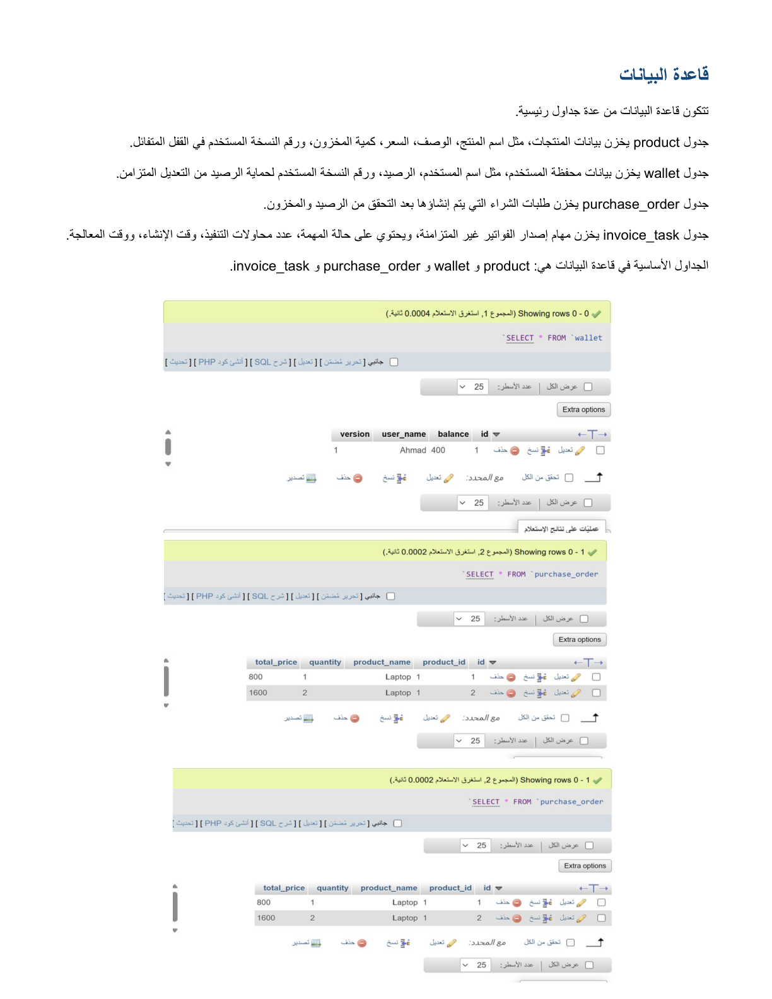 قاعدة البيانات
تتكون قاعدة البيانات من عدة جداول رئيسية.
جدول product يخزن بيانات المنتجات، مثل اسم المنتج، الوصف، السعر، كمية المخزون، ورقم النسخة المستخدم في القفل المتفائل.
جدول wallet يخزن بيانات محفظة المستخدم، مثل اسم المستخدم، الرصيد، ورقم النسخة المستخدم لحماية الرصيد من التعديل المتزامن.
جدول purchase_order يخزن طلبات الشراء التي يتم إنشاؤها بعد التحقق من الرصيد والمخزون.
جدول invoice_task يخزن مهام إصدار الفواتير غير المتزامنة، ويحتوي على حالة المهمة، عدد محاولات التنفيذ، وقت الإنشاء، ووقت المعالجة.
الجداول الأساسية في قاعدة البيانات هي: product و wallet و purchase_order و invoice_task.
Showing rows 0 - 0 (المجموع 1, استغرق الاستعلام 0.0004 ثانية.)
`SELECT * FROM `wallet
جانبي [ تحرير مُضمّن ] [ تعديل ] [ شرح SQL ] [ أنشئ كود PHP ] [ تحديث ]
عرض الكل | عدد الأسطر: 25
Extra options
version user_name balance id
1 Ahmad 400 1 حذف نسخ تعديل
تحقق من الكل مع المحدد: تعديل نسخ حذف تصدير
عرض الكل | عدد الأسطر: 25
عمليّات على نتائج الإستعلام
Showing rows 0 - 1 (المجموع 2, استغرق الاستعلام 0.0002 ثانية.)
`SELECT * FROM `purchase_order
جانبي [ تحرير مُضمّن ] [ تعديل ] [ شرح SQL ] [ أنشئ كود PHP ] [ تحديث ]
عرض الكل | عدد الأسطر: 25
Extra options
total_price quantity product_name product_id id
800 1 Laptop 1 1 حذف نسخ تعديل
1600 2 Laptop 1 2 حذف نسخ تعديل
تحقق من الكل مع المحدد: تعديل نسخ حذف تصدير
عرض الكل | عدد الأسطر: 25
Showing rows 0 - 1 (المجموع 2, استغرق الاستعلام 0.0002 ثانية.)
`SELECT * FROM `purchase_order
جانبي [ تحرير مُضمّن ] [ تعديل ] [ شرح SQL ] [ أنشئ كود PHP ] [ تحديث ]
عرض الكل | عدد الأسطر: 25
Extra options
total_price quantity product_name product_id id
800 1 Laptop 1 1 حذف نسخ تعديل
1600 2 Laptop 1 2 حذف نسخ تعديل
تحقق من الكل مع المحدد: تعديل نسخ حذف تصدير
عرض الكل | عدد الأسطر: 25